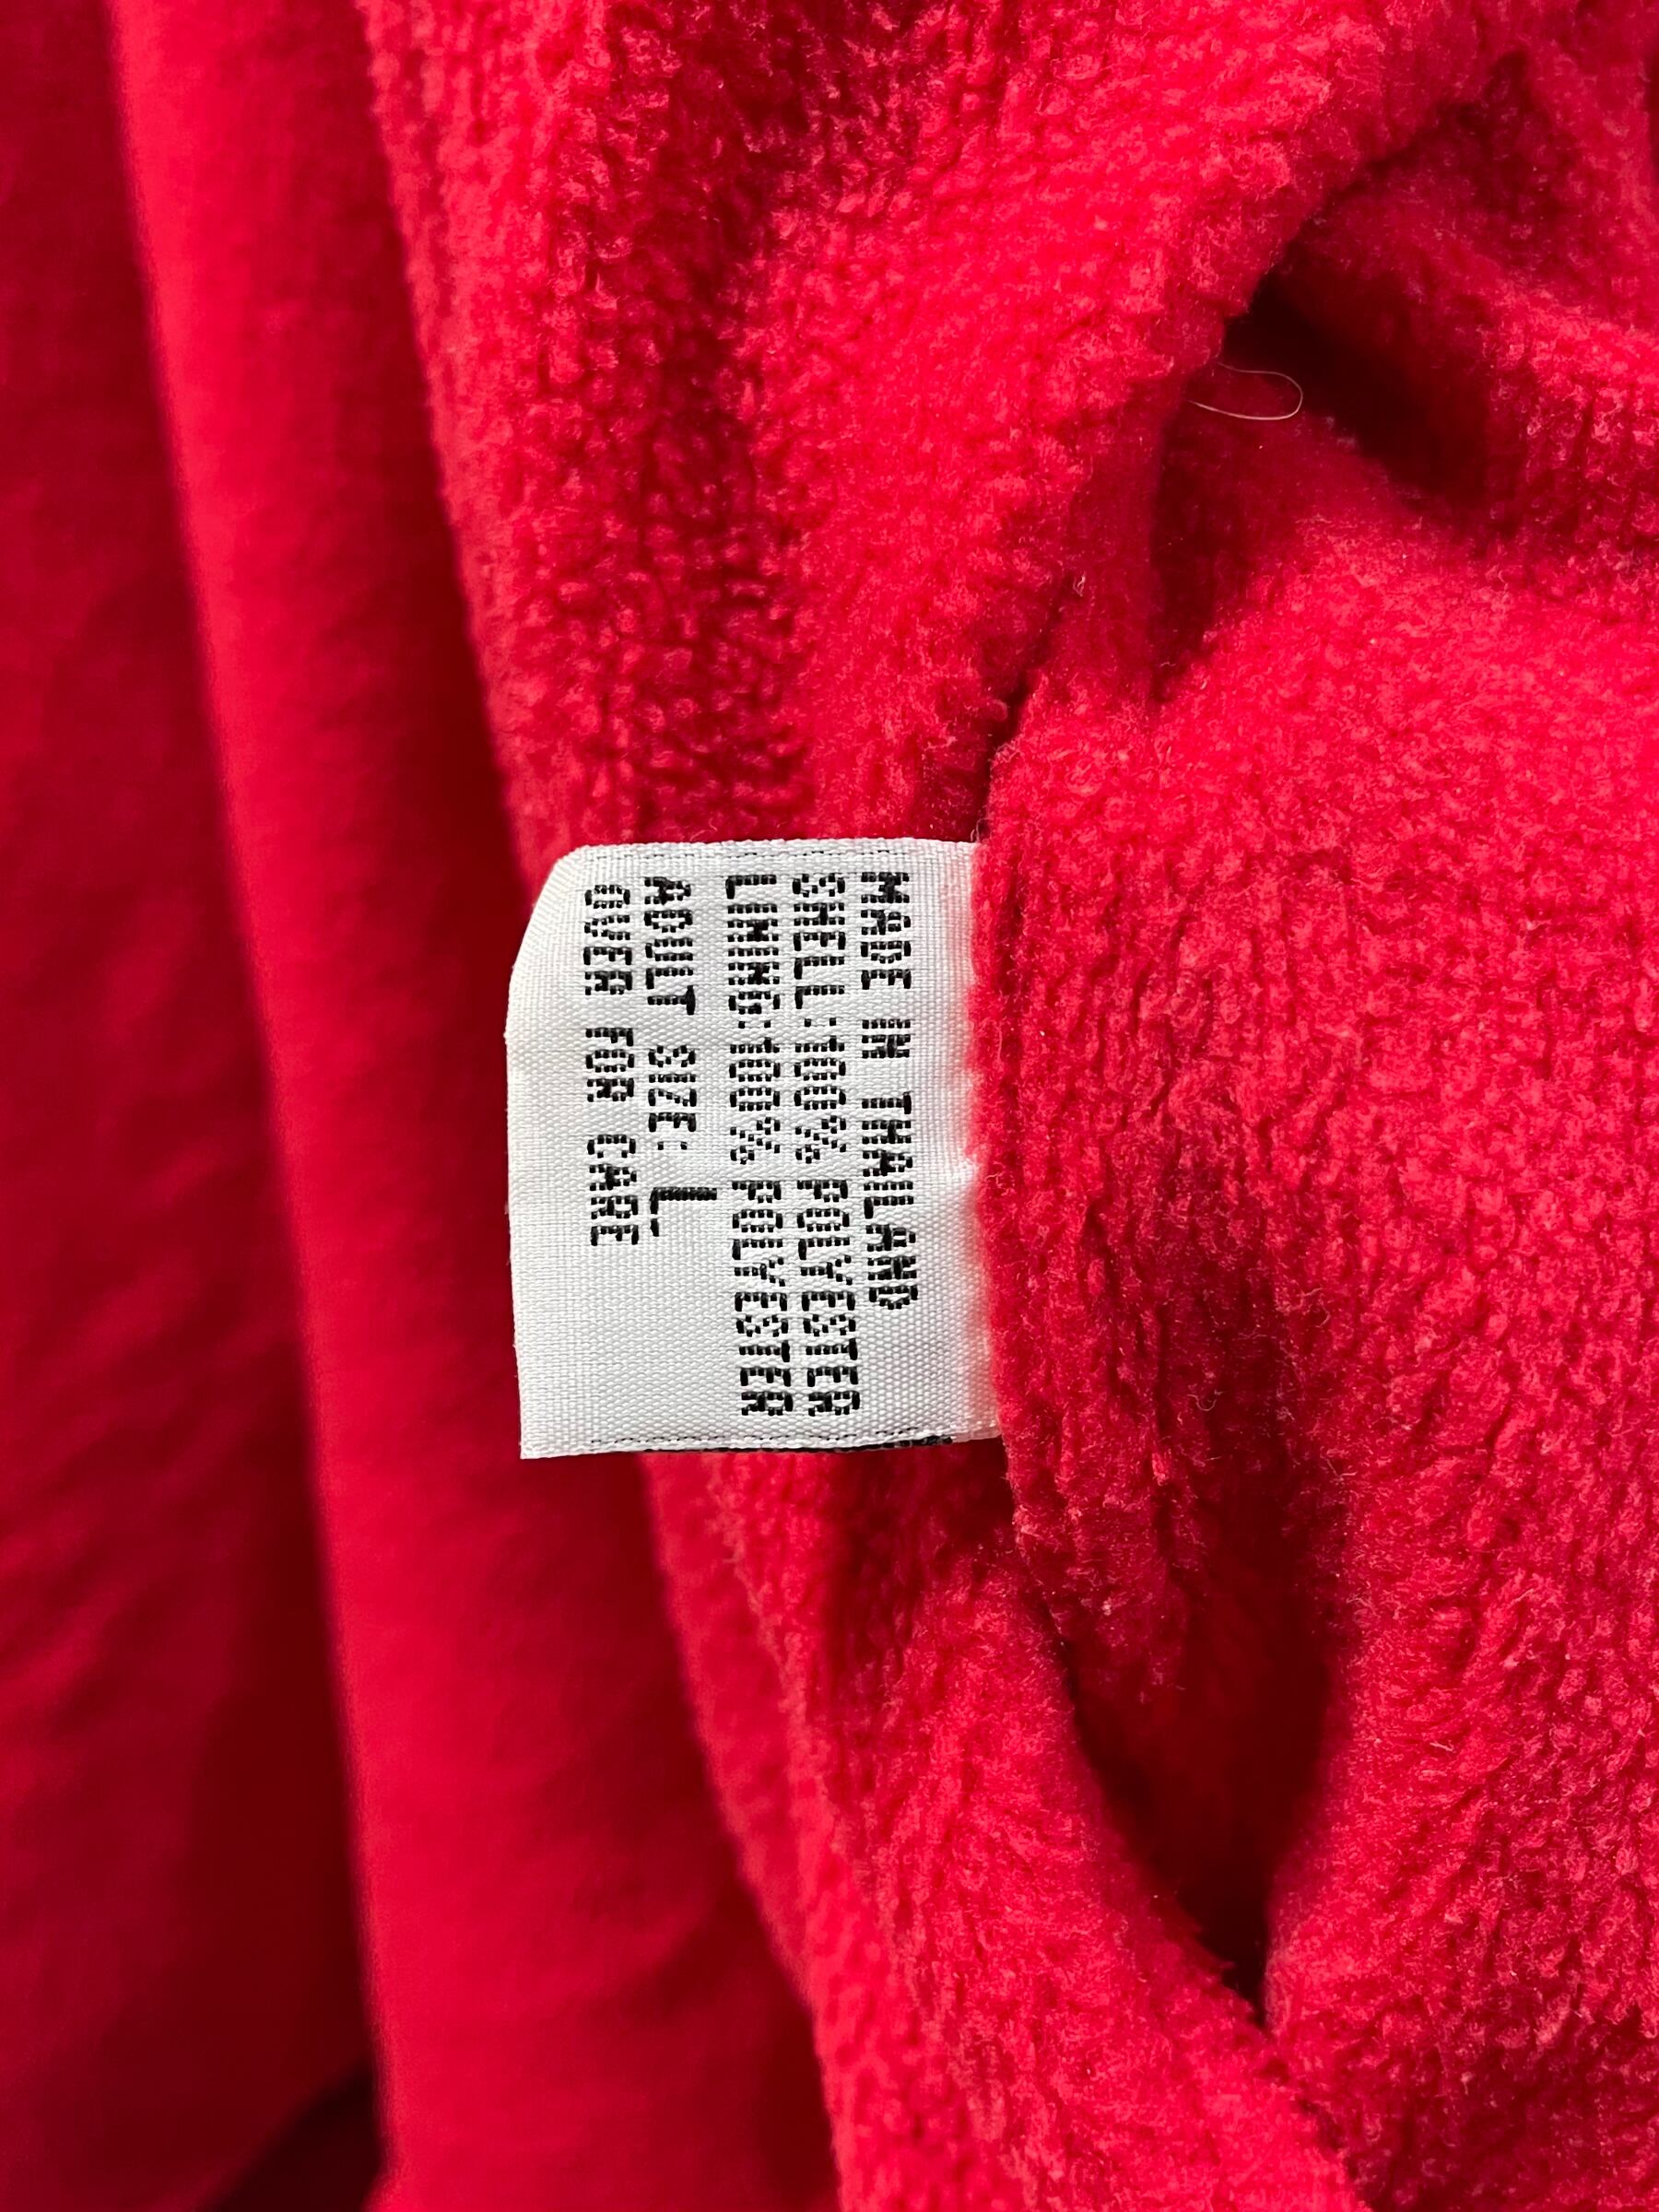 MADE IN THAILAND
SHELL:100% POLYESTER
LINING:100% POLYESTER
ADULT SIZE: L
OVER FOR CARE